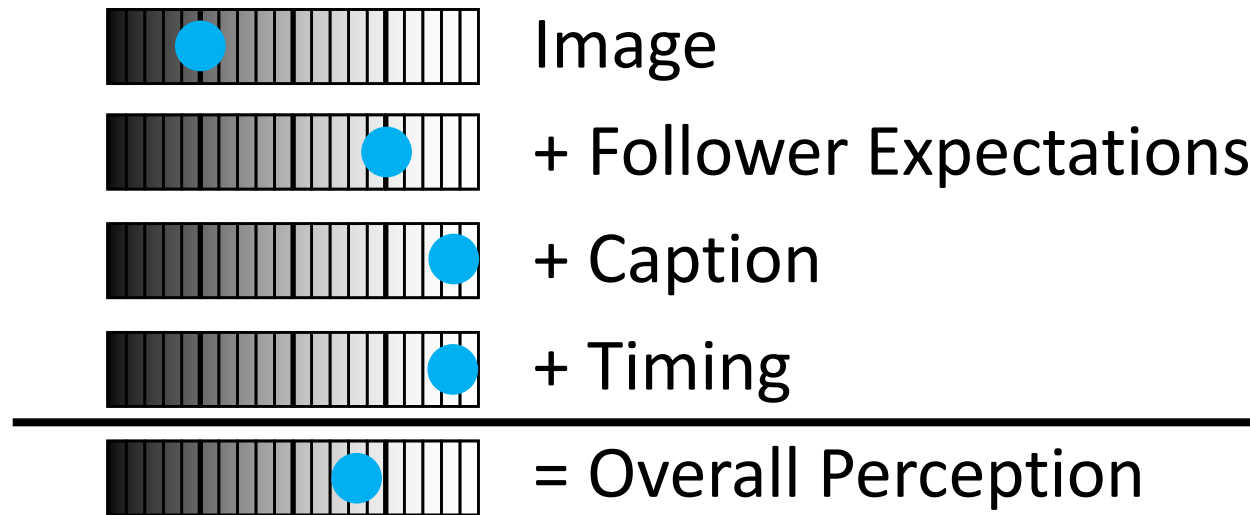 Image
+ Follower Expectations
+ Caption
+ Timing
= Overall Perception